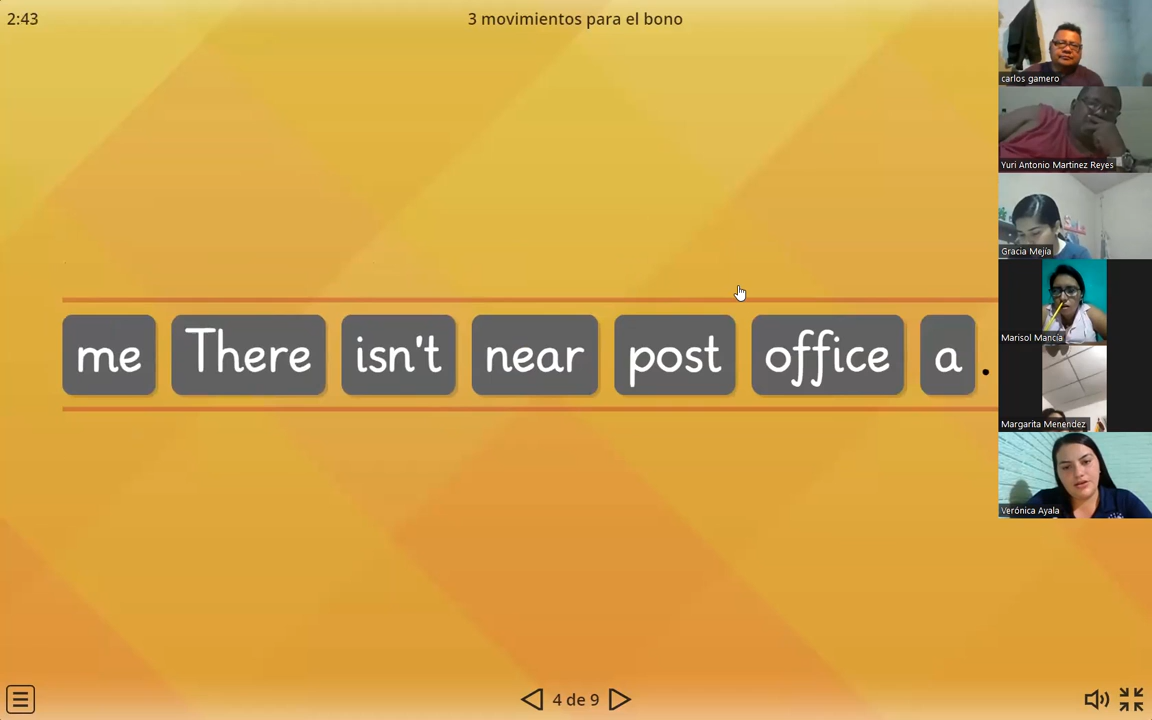 2:43
3 movimientos para el bono
carlos gamero
Yuri Antonio Martinez Reyes
Gracia Mejía
Marisol Mancía
me There isn't near post office a .
Margarita Menendez
Verónica Ayala
4 de 9